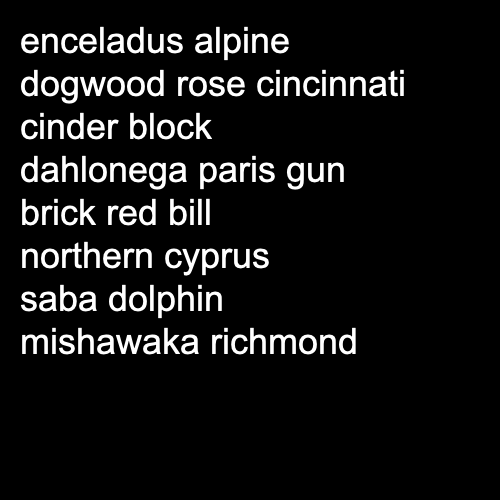 enceladus alpine
dogwood rose cincinnati
cinder block
dahlonega paris gun
brick red bill
northern cyprus
saba dolphin
mishawaka richmond